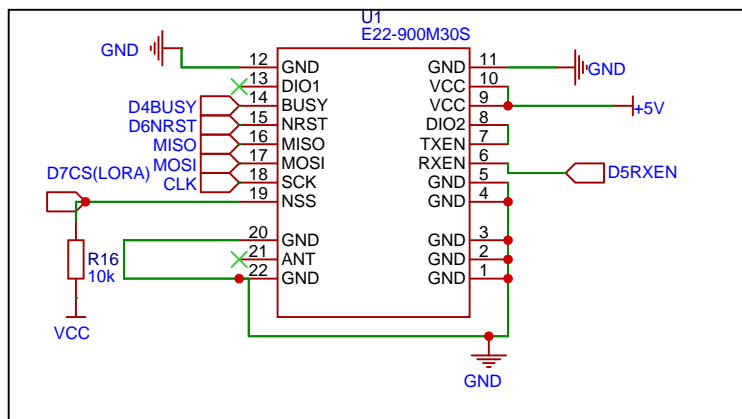 U1
E22-900M30S
GND
12
GND
GND
11
GND
13
DIO1
VCC
10
D4BUSY
14
BUSY
VCC
9
+5V
D6NRST
15
NRST
DIO2
8
MISO
16
MISO
TXEN
7
MOSI
17
MOSI
RXEN
6
D5RXEN
D7CS(LORA)
CLK
18
SCK
GND
5
19
NSS
GND
4
20
GND
GND
3
R16
10k
21
ANT
GND
2
22
GND
GND
1
VCC
GND